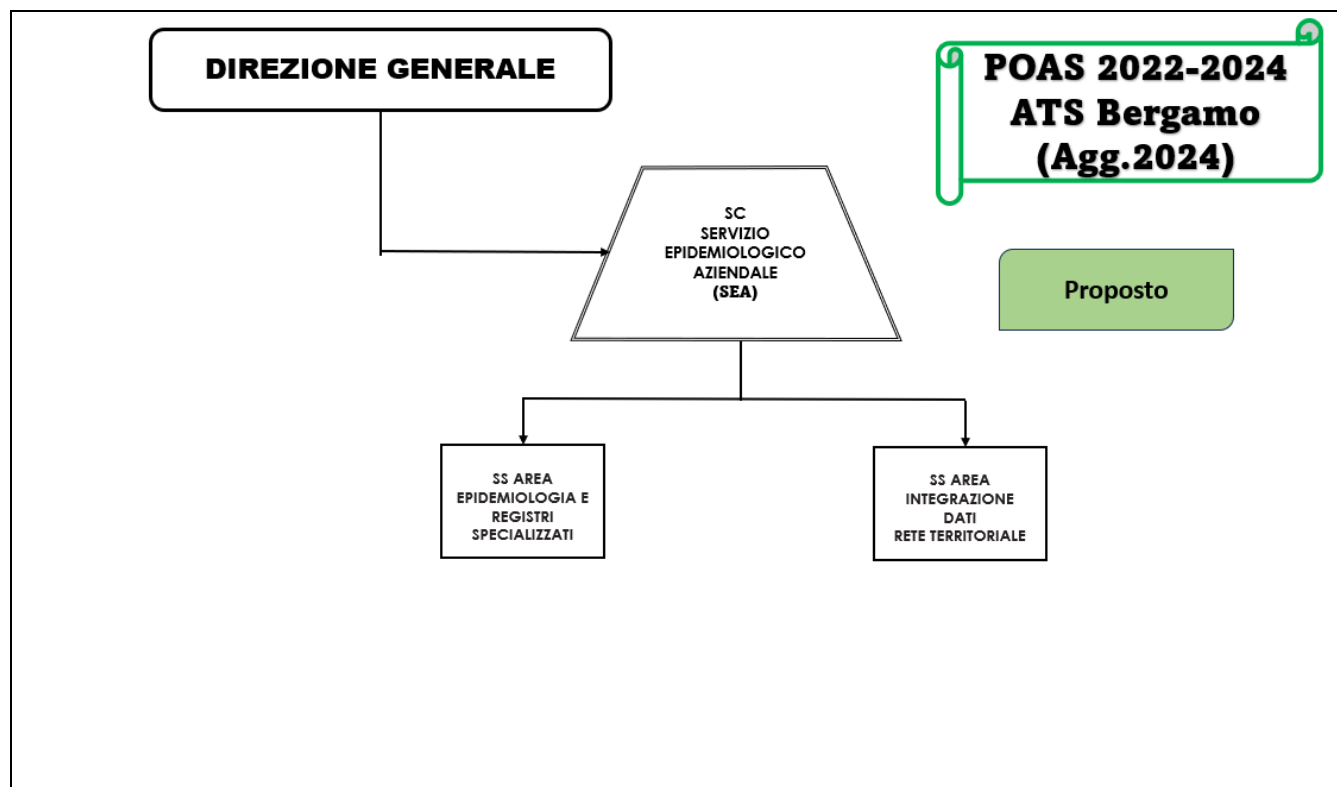 DIREZIONE GENERALE
POAS 2022-2024
ATS Bergamo
(Agg.2024)
SC
SERVIZIO
EPIDEMIOLOGICO
AZIENDALE
(SEA)
Proposto
SS AREA
EPIDEMIOLOGIA E
REGISTRI
SPECIALIZZATI
SS AREA
INTEGRAZIONE
DATI
RETE TERRITORIALE